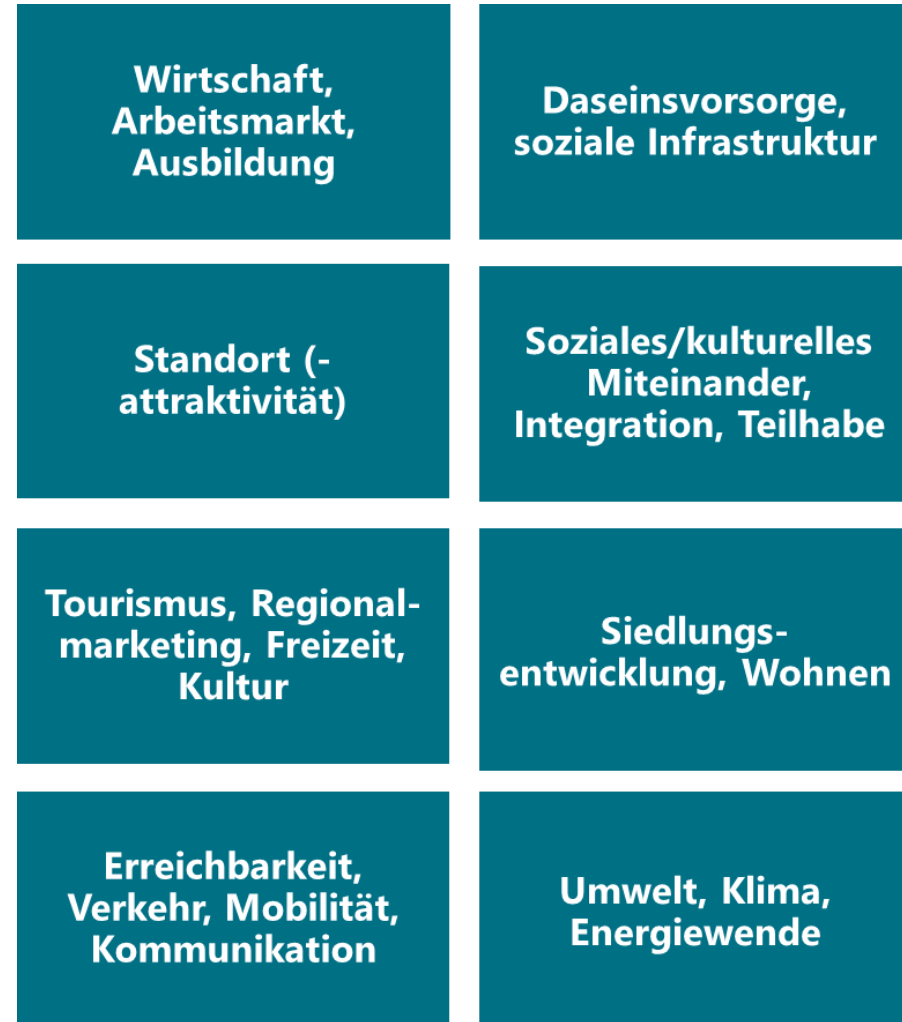 Wirtschaft,
Arbeitsmarkt,
Ausbildung
Daseinsvorsorge,
soziale Infrastruktur
Standort (-
attraktivität)
Soziales/kulturelles
Miteinander,
Integration, Teilhabe
Tourismus, Regional-
marketing, Freizeit,
Kultur
Siedlungs-
entwicklung, Wohnen
Erreichbarkeit,
Verkehr, Mobilität,
Kommunikation
Umwelt, Klima,
Energiewende